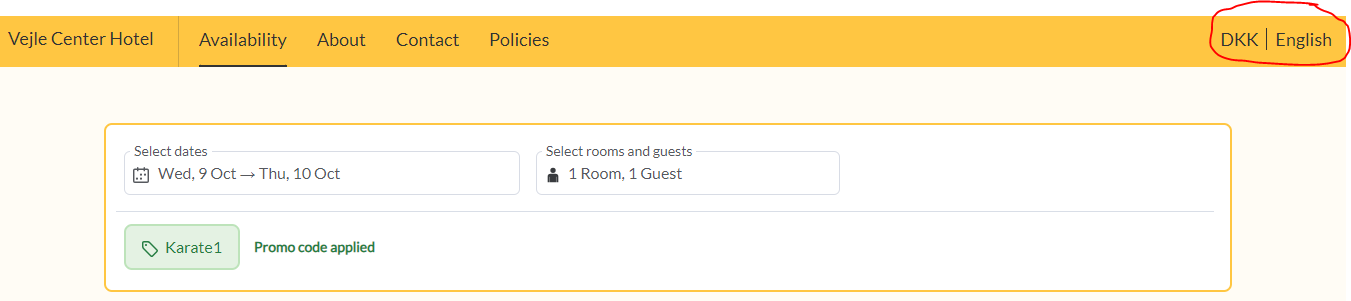 Vejle Center Hotel Availability About Contact Policies DKK English
Select dates Select rooms and guests
Wed, 9 Oct → Thu, 10 Oct 1 Room, 1 Guest
Karate1 Promo code applied